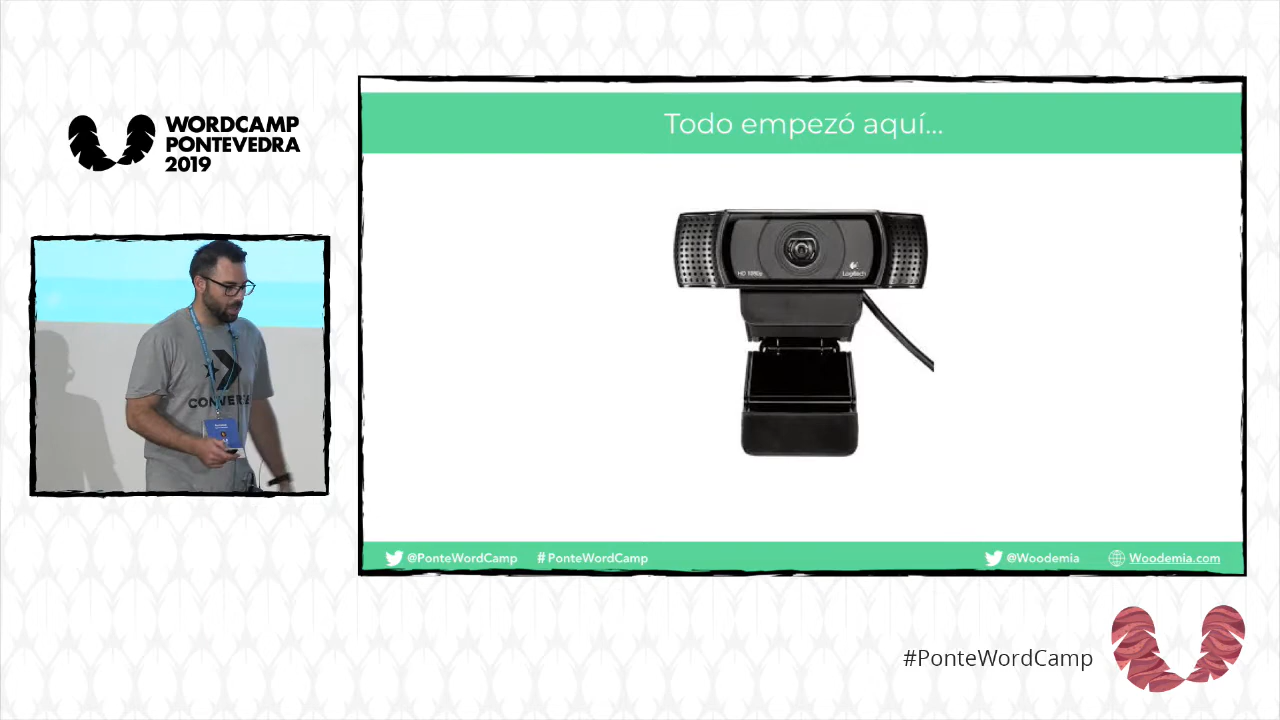 WORDCAMP
PONTEVEDRA
2019
Todo empezó aquí...
HD 1080p
Logitech
CONVERSE
@PonteWordCamp #PonteWordCamp
@Woodemia Woodemia.com
#PonteWordCamp